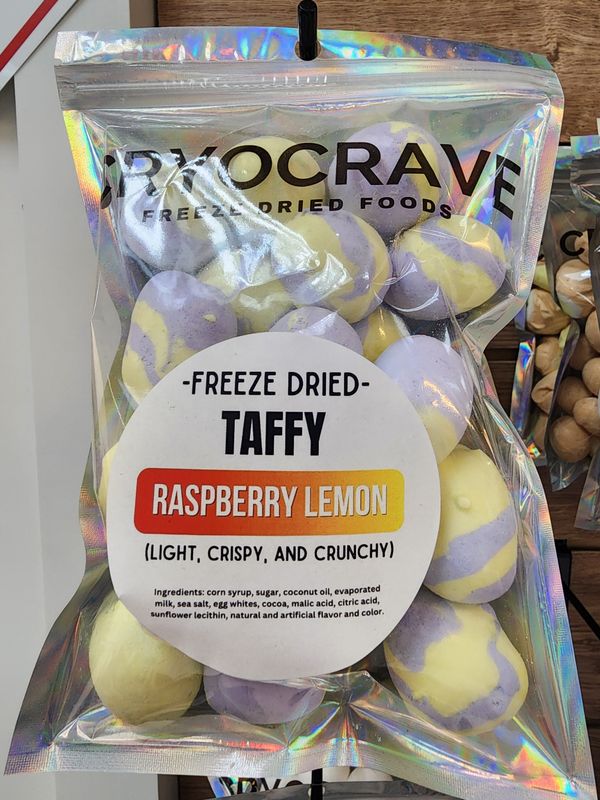 CRYOCRAVE
FREEZE DRIED FOODS
-FREEZE DRIED-
TAFFY
RASPBERRY LEMON
(LIGHT, CRISPY, AND CRUNCHY)
Ingredients: corn syrup, sugar, coconut oil, evaporated
milk, sea salt, egg whites, cocoa, malic acid, citric acid,
sunflower lecithin, natural and artificial flavor and color.